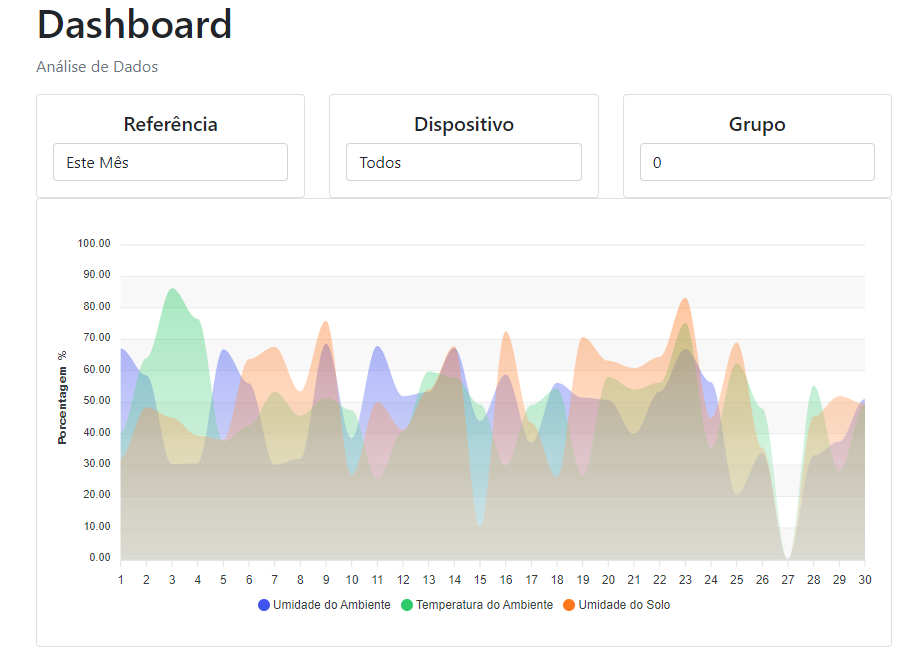 Dashboard
Análise de Dados
Referência
Dispositivo
Grupo
Este Mês
Todos
0
100.00
90.00
80.00
70.00
60.00
50.00
40.00
30.00
20.00
10.00
0.00
Porcentagem %
1 2 3 4 5 6 7 8 9 10 11 12 13 14 15 16 17 18 19 20 21 22 23 24 25 26 27 28 29 30
Umidade do Ambiente Temperatura do Ambiente Umidade do Solo